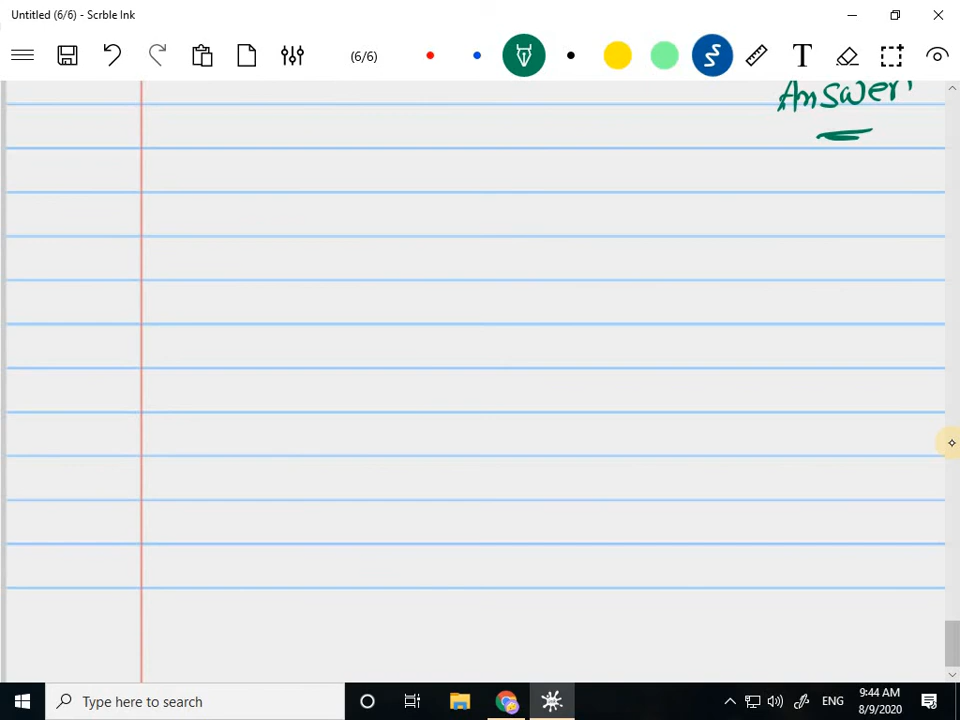 Untitled (6/6) - Scrble Ink
(6/6)
T
Answer
Type here to search
ENG
9:44 AM
8/9/2020